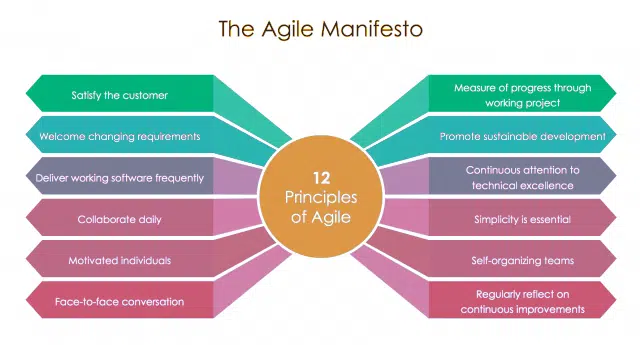 The Agile Manifesto
Satisfy the customer
Welcome changing requirements
Deliver working software frequently
Collaborate daily
Motivated individuals
Face-to-face conversation
12
Principles
of Agile
Measure of progress through
working project
Promote sustainable development
Continuous attention to
technical excellence
Simplicity is essential
Self-organizing teams
Regularly reflect on
continuous improvements